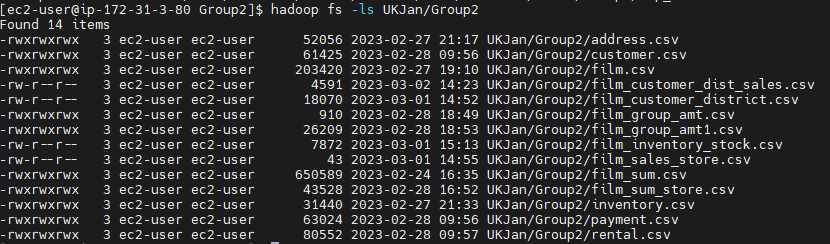 [ec2-user@ip-172-31-3-80 Group2]$ hadoop fs -ls UKJan/Group2
Found 14 items
-rwxrwxrwx   3 ec2-user ec2-user      52056 2023-02-27 21:17 UKJan/Group2/address.csv
-rwxrwxrwx   3 ec2-user ec2-user      61425 2023-02-28 09:56 UKJan/Group2/customer.csv
-rwxrwxrwx   3 ec2-user ec2-user     203420 2023-02-27 19:10 UKJan/Group2/film.csv
-rw-r--r--   3 ec2-user ec2-user       4591 2023-03-02 14:23 UKJan/Group2/film_customer_dist_sales.csv
-rw-r--r--   3 ec2-user ec2-user      18070 2023-03-01 14:52 UKJan/Group2/film_customer_district.csv
-rwxrwxrwx   3 ec2-user ec2-user        910 2023-02-28 18:49 UKJan/Group2/film_group_amt.csv
-rwxrwxrwx   3 ec2-user ec2-user      26209 2023-02-28 18:53 UKJan/Group2/film_group_amt1.csv
-rw-r--r--   3 ec2-user ec2-user       7872 2023-03-01 15:13 UKJan/Group2/film_inventory_stock.csv
-rw-r--r--   3 ec2-user ec2-user         43 2023-03-01 14:55 UKJan/Group2/film_sales_store.csv
-rwxrwxrwx   3 ec2-user ec2-user     650589 2023-02-24 16:35 UKJan/Group2/film_sum.csv
-rwxrwxrwx   3 ec2-user ec2-user      43528 2023-02-28 16:52 UKJan/Group2/film_sum_store.csv
-rwxrwxrwx   3 ec2-user ec2-user      31440 2023-02-27 21:33 UKJan/Group2/inventory.csv
-rwxrwxrwx   3 ec2-user ec2-user      63024 2023-02-28 09:56 UKJan/Group2/payment.csv
-rwxrwxrwx   3 ec2-user ec2-user      80552 2023-02-28 09:57 UKJan/Group2/rental.csv